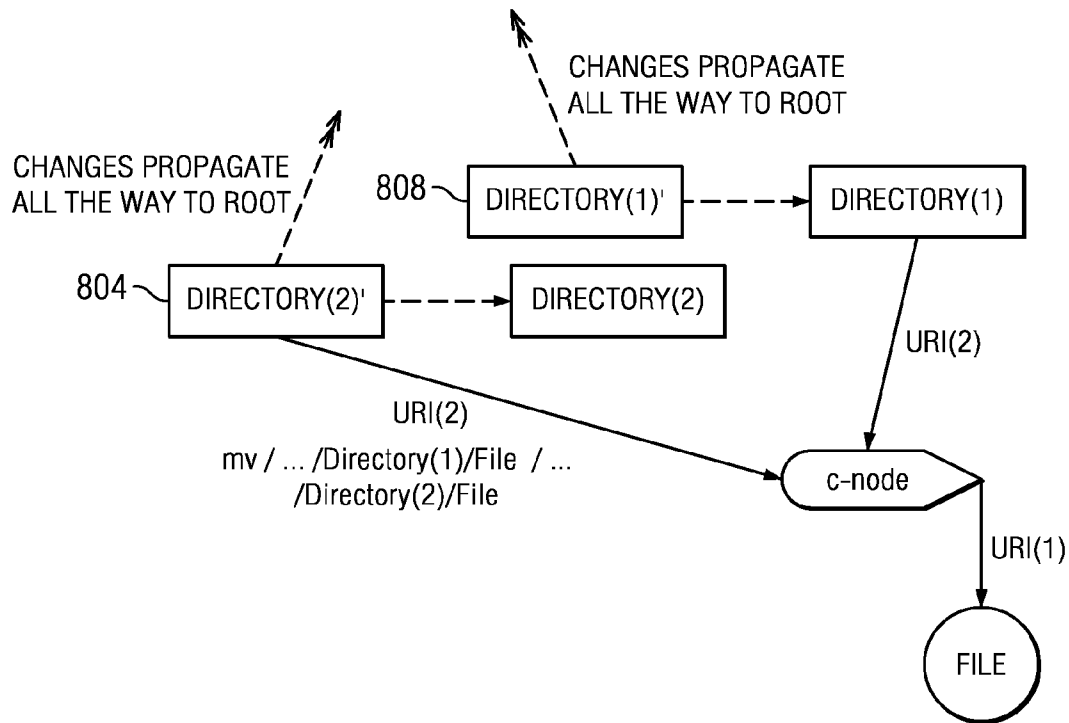 CHANGES PROPAGATE
ALL THE WAY TO ROOT
CHANGES PROPAGATE
ALL THE WAY TO ROOT
808
DIRECTORY(1)'
DIRECTORY(1)
804
DIRECTORY(2)'
DIRECTORY(2)
URI(2)
URI(2)
mv / ... /Directory(1)/File / ...
/Directory(2)/File
c-node
URI(1)
FILE